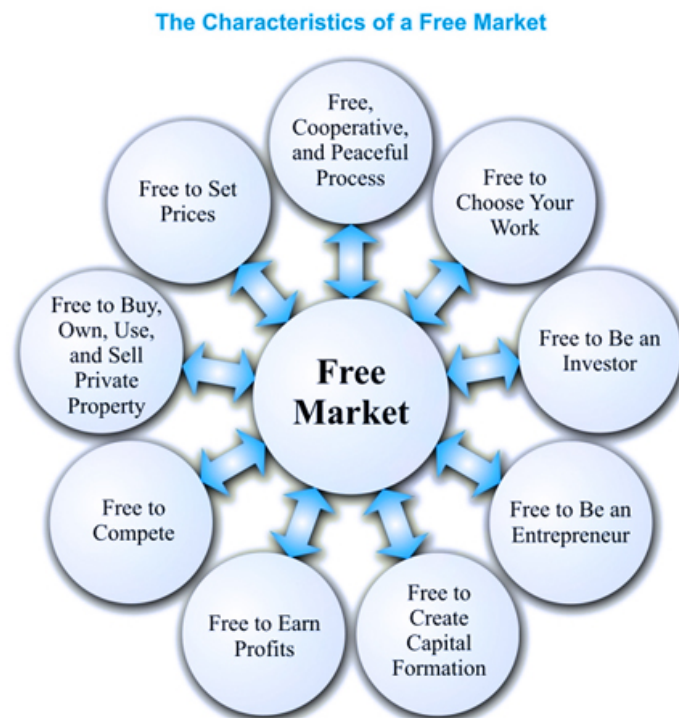 The Characteristics of a Free Market
Free,
Cooperative,
and Peaceful
Process
Free to
Choose Your
Work
Free to Be an
Investor
Free to Be an
Entrepreneur
Free to
Create
Capital
Formation
Free to Earn
Profits
Free to
Compete
Free to Buy,
Own, Use,
and Sell
Private
Property
Free to Set
Prices
Free
Market